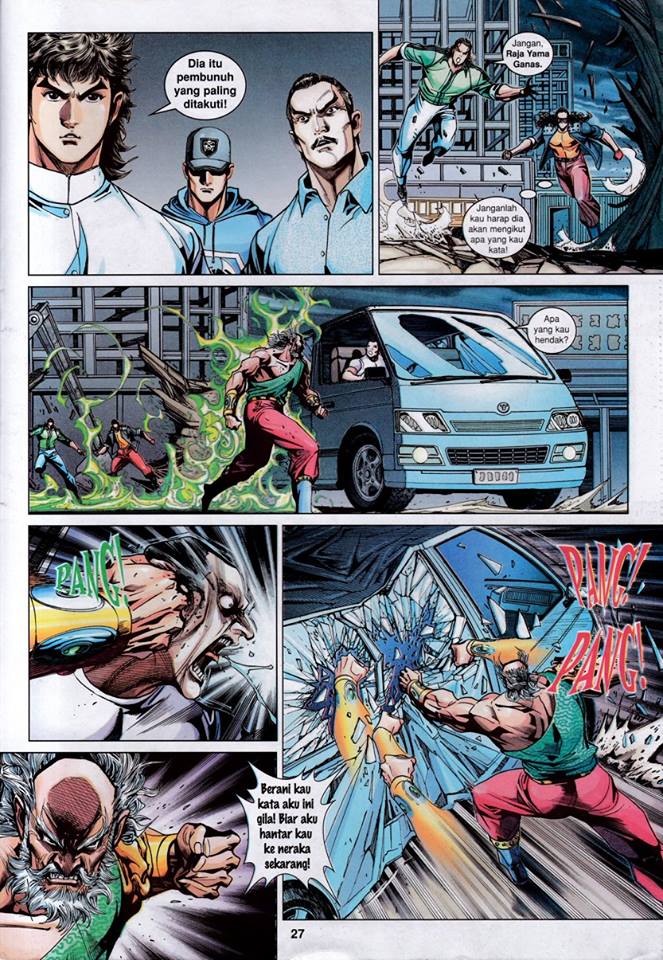 Dia itu
pembunuh
yang paling
ditakuti!
Jangan,
Raja Yama
Ganas.
Janganlah
kau harap dia
akan mengikut
apa yang kau
kata!
Apa
yang kau
hendak?
PANG!
PANG!
PANG!
Berani kau
kata aku ini
gila! Biar aku
hantar kau
ke neraka
sekarang!
27